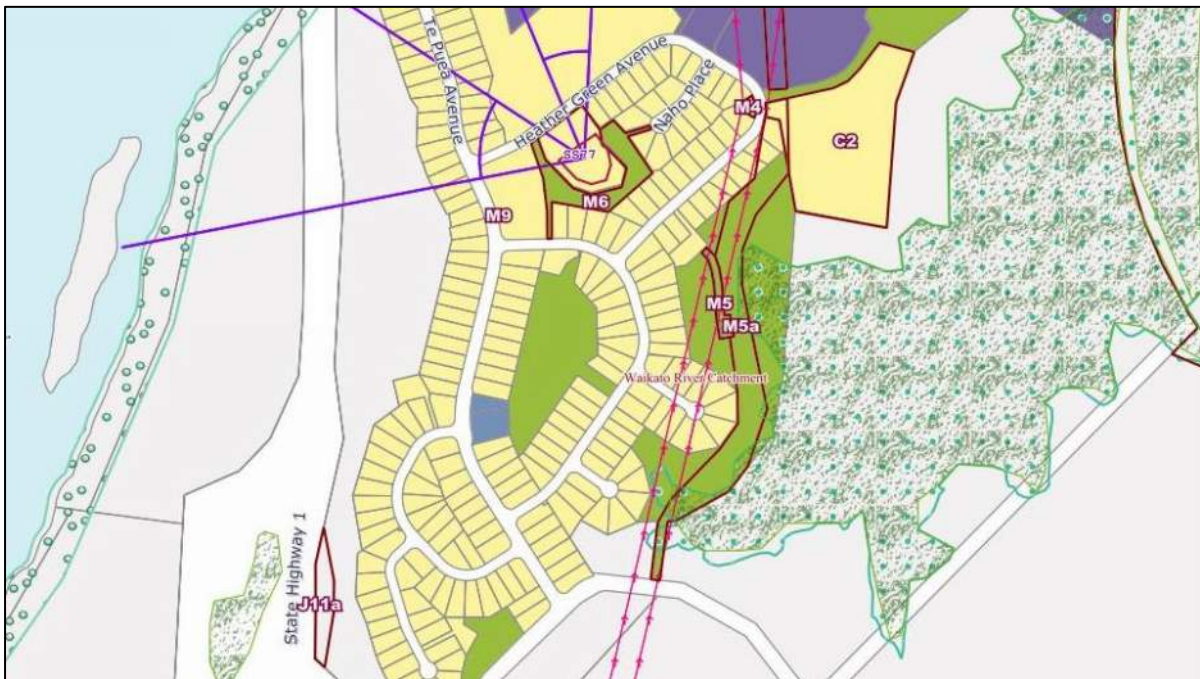 Te Puea Avenue
Heather Green Avenue
Naho Place
M4
C2
SS77
M6
M9
M5
M5a
Waikato River Catchment
State Highway 1
J11a